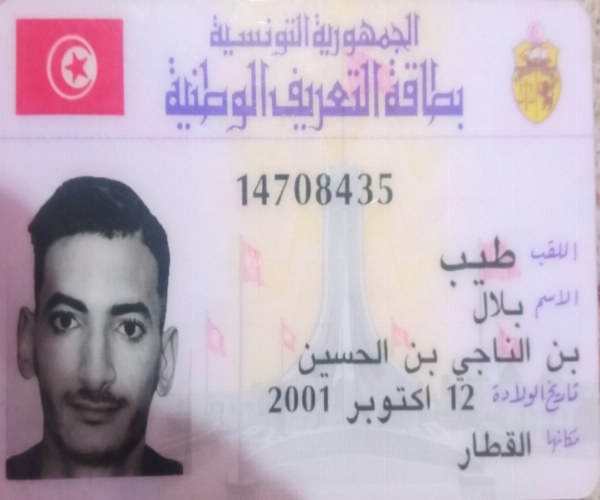 الجمهورية التونسية
بطاقة التعريف الوطنية
14708435
اللقب طيب
الاسم بلال
بن الناجي بن الحسين
تاريخ الولادة 12 اكتوبر 2001
مكانها القطار